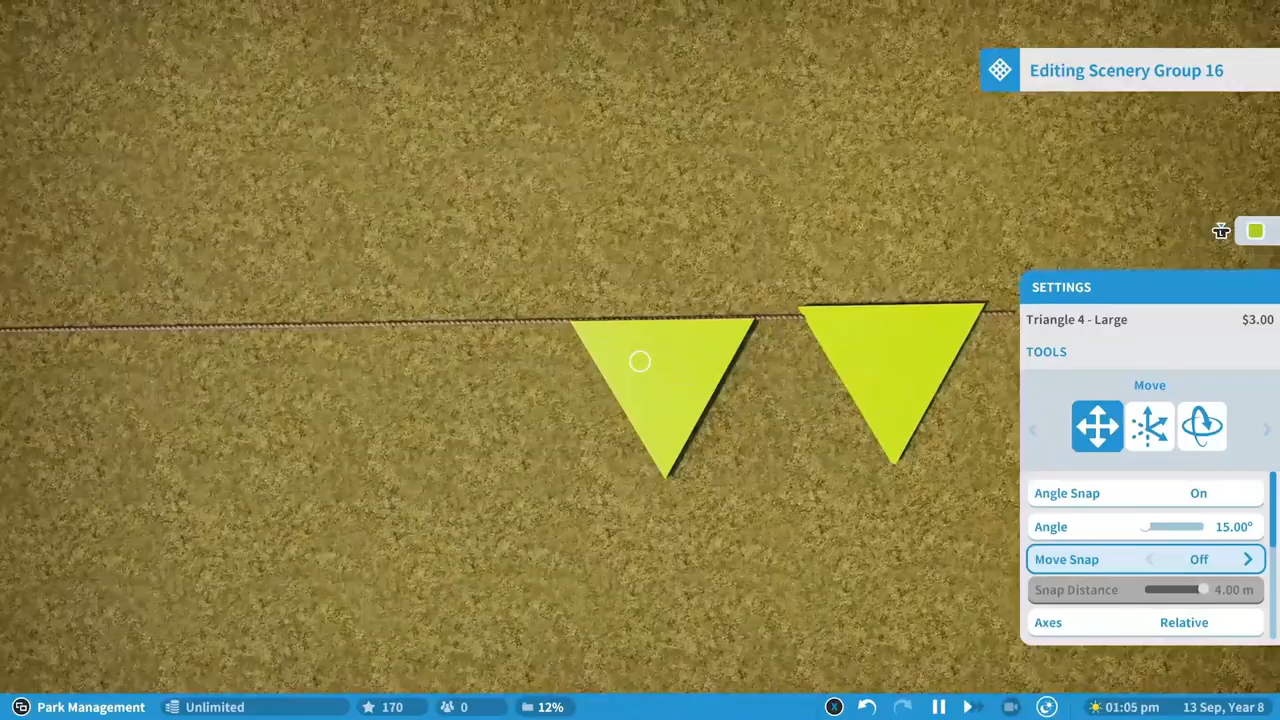 Editing Scenery Group 16
L
SETTINGS
Triangle 4 - Large $3.00
TOOLS
Move
Angle Snap On
Angle 15.00°
Move Snap Off
Snap Distance 4.00 m
Axes Relative
Park Management Unlimited 170 0 12% X 01:05 pm 13 Sep, Year 8